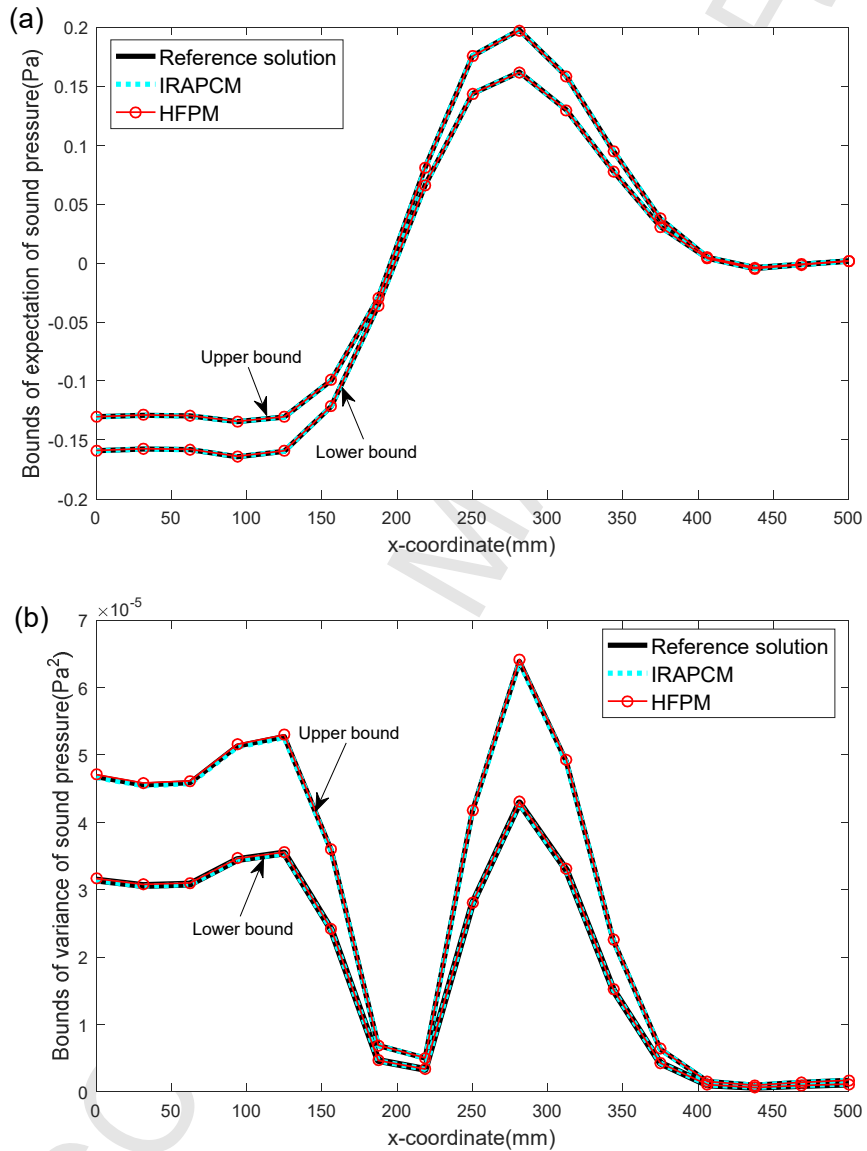 (a)
Bounds of expectation of sound pressure(Pa)
0.2
0.15
0.1
0.05
0
-0.05
-0.1
-0.15
-0.2
Reference solution
IRAPCM
HFPM
Upper bound
Lower bound
0 50 100 150 200 250 300 350 400 450 500
x-coordinate(mm)
(b)
Bounds of variance of sound pressure(Pa²)
×10⁻⁵
7
6
5
4
3
2
1
0
Reference solution
IRAPCM
HFPM
Upper bound
Lower bound
0 50 100 150 200 250 300 350 400 450 500
x-coordinate(mm)